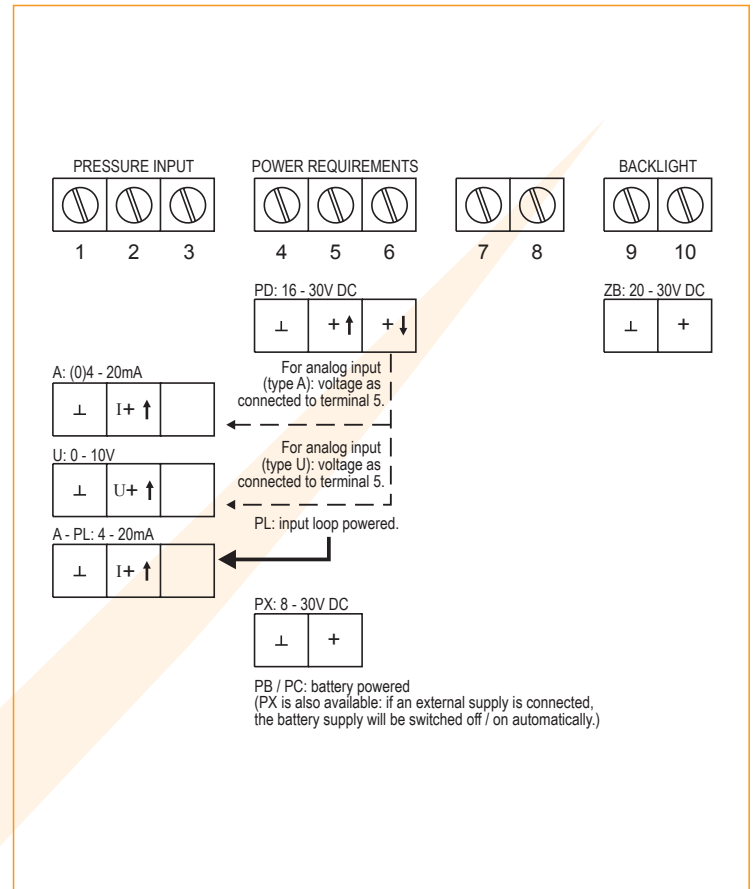 PRESSURE INPUT
POWER REQUIREMENTS
BACKLIGHT
1 2 3 4 5 6 7 8 9 10
PD: 16 - 30V DC
ZB: 20 - 30V DC
⊥ +↑ +↓
⊥ +
For analog input
(type A): voltage as
connected to terminal 5.
A: (0)4 - 20mA
⊥ I+ ↑
For analog input
(type U): voltage as
connected to terminal 5.
U: 0 - 10V
⊥ U+ ↑
PL: input loop powered.
A - PL: 4 - 20mA
⊥ I+ ↑
PX: 8 - 30V DC
⊥ +
PB / PC: battery powered
(PX is also available: if an external supply is connected,
the battery supply will be switched off / on automatically.)